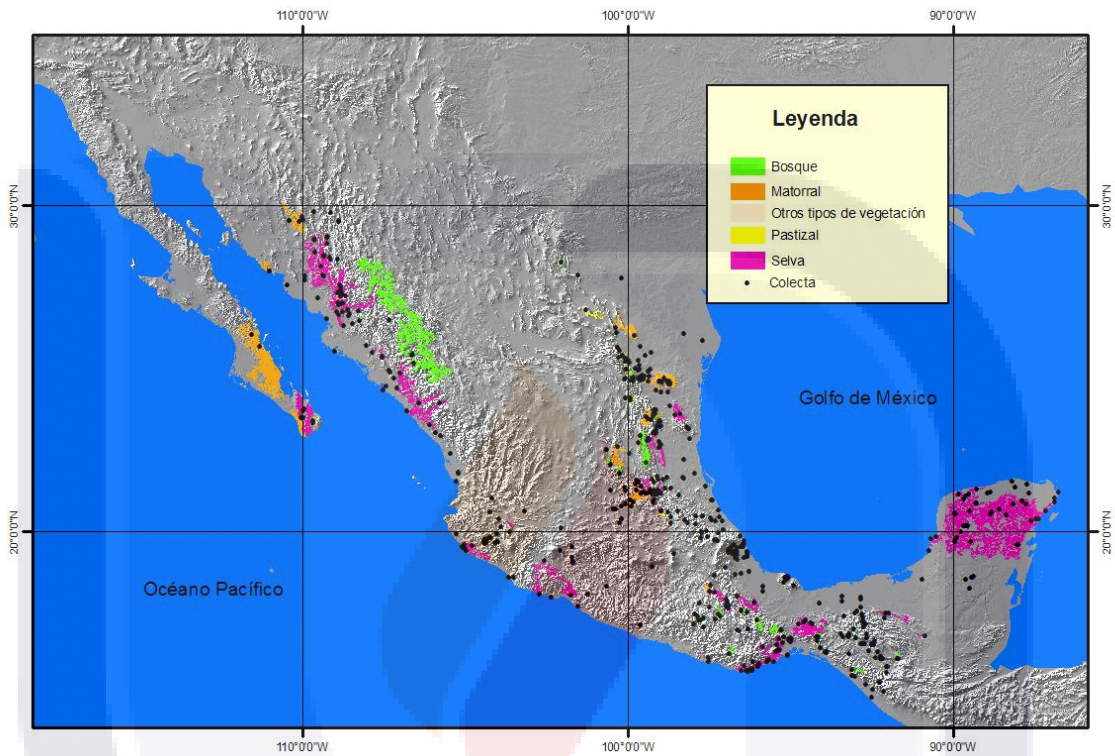 110°0'0"W
100°0'0"W
90°0'0"W
Leyenda
Bosque
Matorral
Otros tipos de vegetación
Pastizal
Selva
Colecta
30°0'0"N
30°0'0"N
Golfo de México
20°0'0"N
20°0'0"N
Océano Pacífico
110°0'0"W
100°0'0"W
90°0'0"W